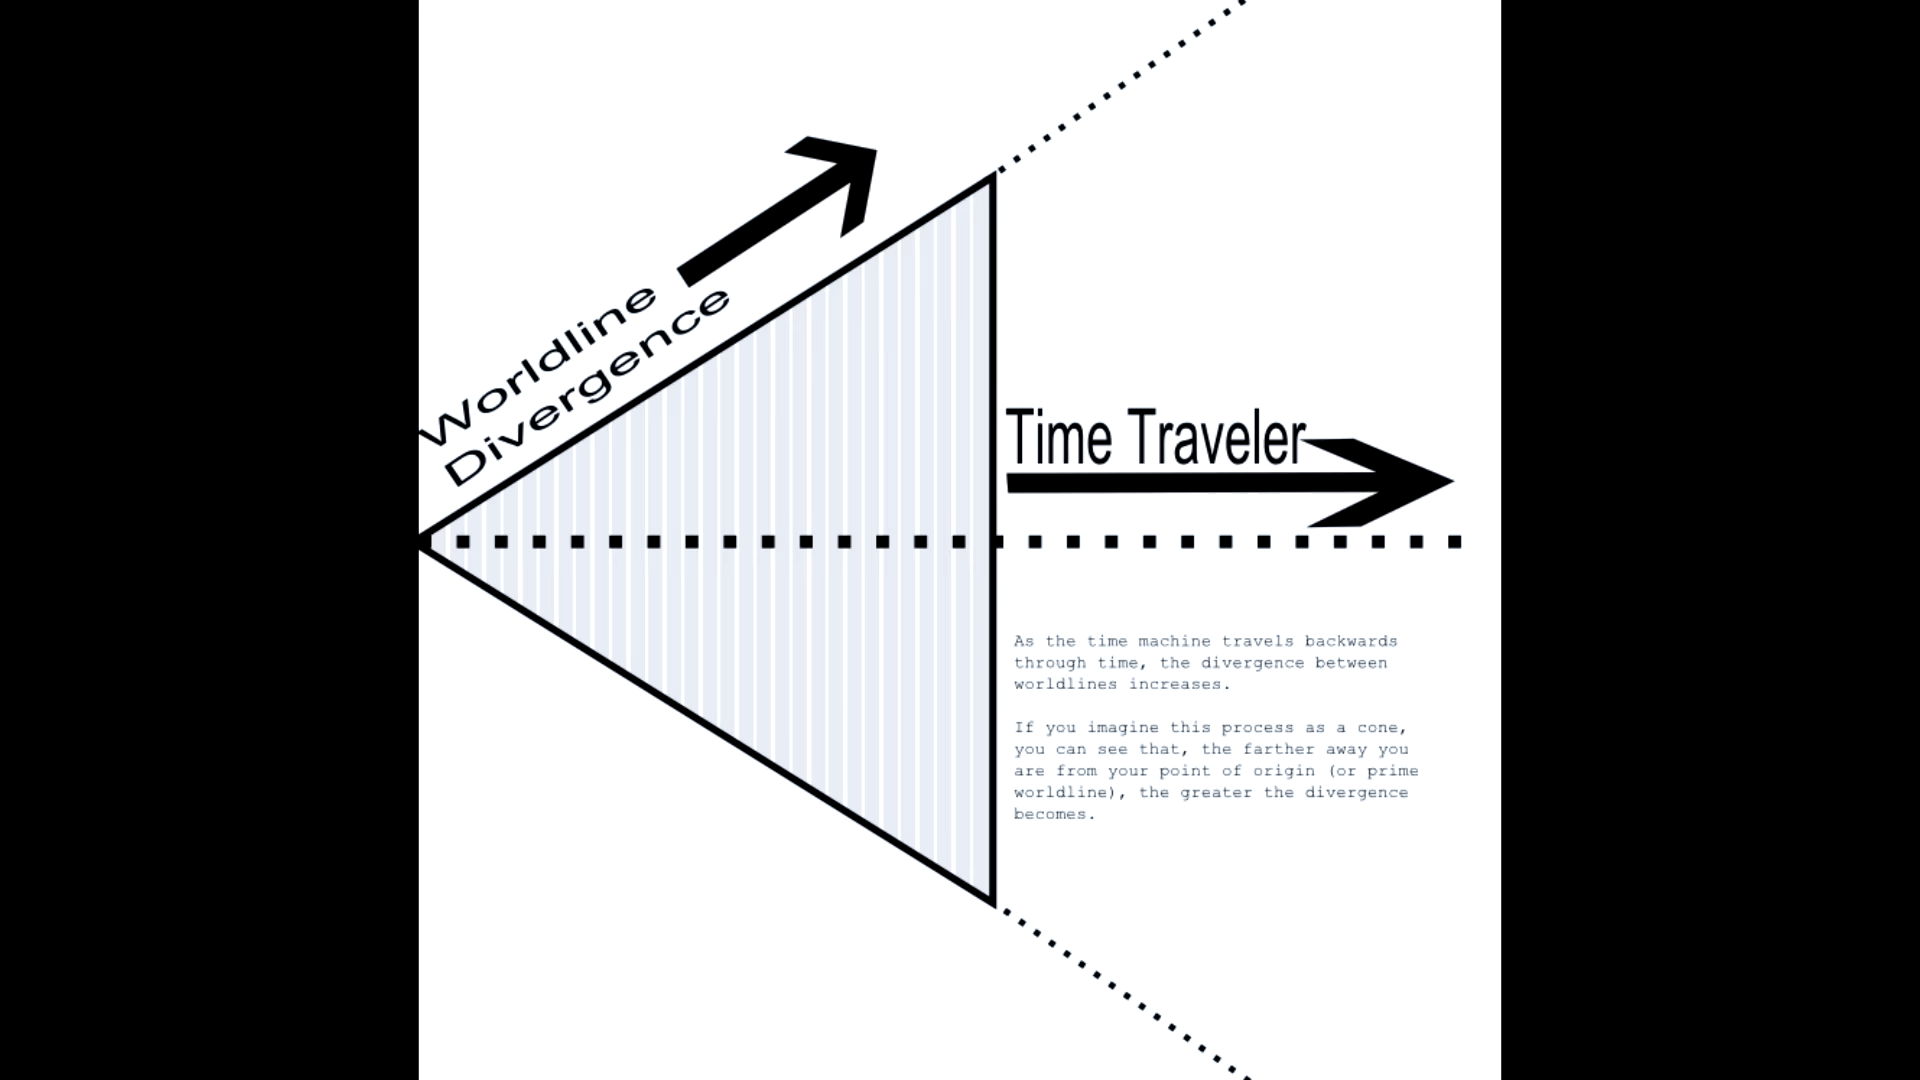 Worldline
Divergence
Time Traveler
As the time machine travels backwards
through time, the divergence between
worldlines increases.
If you imagine this process as a cone,
you can see that, the farther away you
are from your point of origin (or prime
worldline), the greater the divergence
becomes.